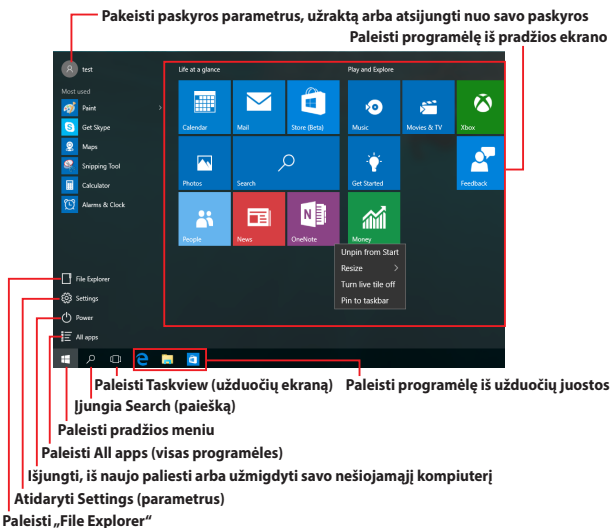 Pakeisti paskyros parametrus, užraktą arba atsijungti nuo savo paskyros
Paleisti programėlę iš pradžios ekrano
test
Life at a glance
Play and Explore
Most used
Paint
Get Skype
Maps
Snipping Tool
Calculator
Alarms & Clock
Calendar
Mail
Store (Beta)
Music
Movies & TV
Xbox
Photos
Search
Get Started
Feedback
People
News
OneNote
Money
Unpin from Start
Resize
Turn live tile off
Pin to taskbar
File Explorer
Settings
Power
All apps
Paleisti Taskview (užduočių ekraną)
Paleisti programėlę iš užduočių juostos
Įjungia Search (paiešką)
Paleisti pradžios meniu
Paleisti All apps (visas programėles)
Išjungti, iš naujo paliesti arba užmigdyti savo nešiojamąjį kompiuterį
Atidaryti Settings (parametrus)
Paleisti „File Explorer“